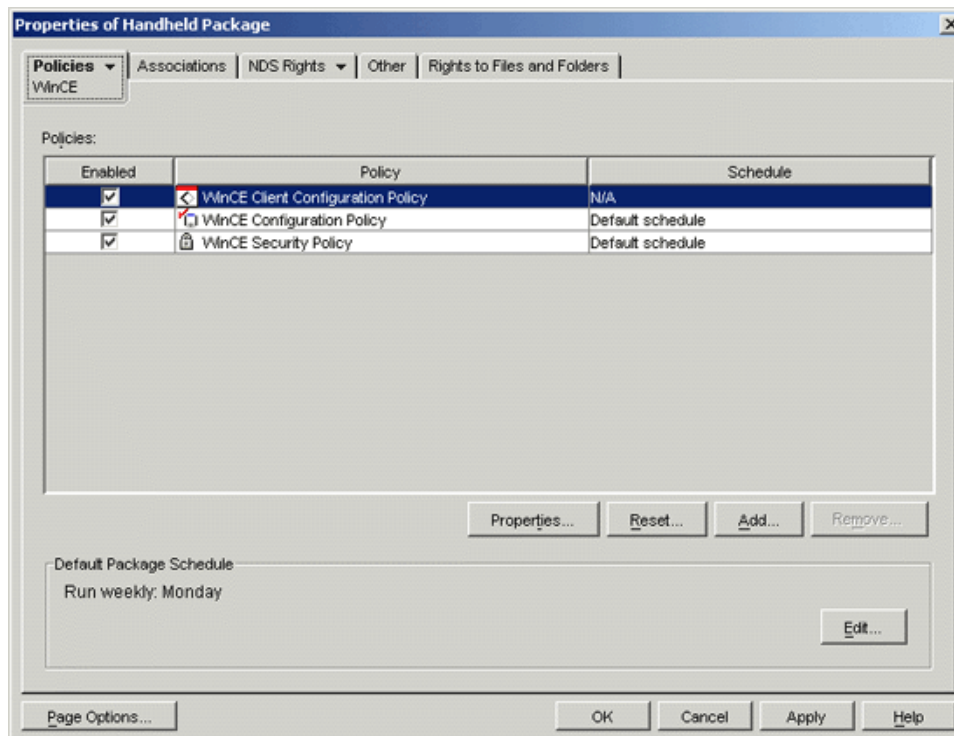 Properties of Handheld Package
Policies Associations NDS Rights Other Rights to Files and Folders
WinCE
Policies:
Enabled Policy Schedule
WinCE Client Configuration Policy N/A
WinCE Configuration Policy Default schedule
WinCE Security Policy Default schedule
Properties... Reset... Add... Remove...
Default Package Schedule
Run weekly: Monday
Edit...
Page Options... OK Cancel Apply Help